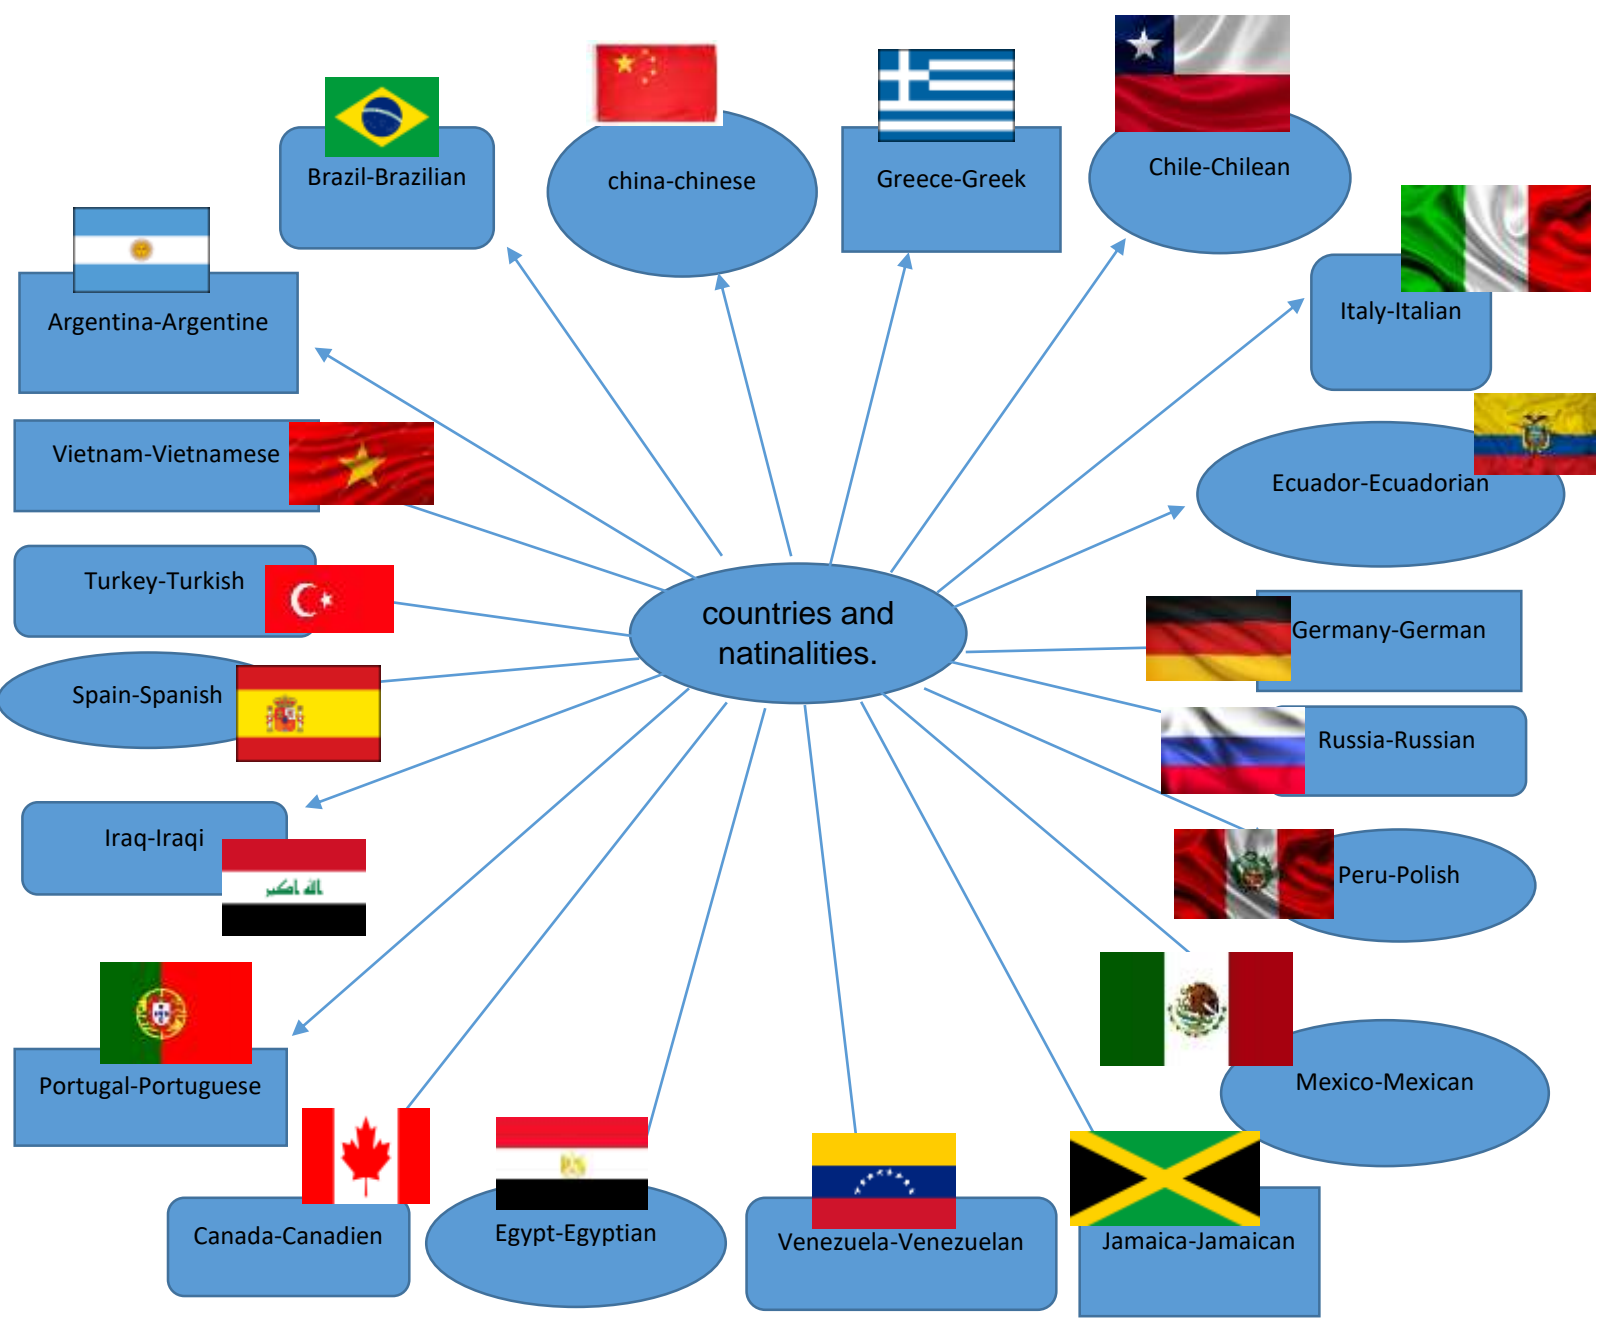 Brazil-Brazilian
china-chinese
Greece-Greek
Chile-Chilean
Argentina-Argentine
Italy-Italian
Vietnam-Vietnamese
Ecuador-Ecuadorian
Turkey-Turkish
countries and
natinalities.
Germany-German
Spain-Spanish
Russia-Russian
Iraq-Iraqi
الله اكبر
Peru-Polish
Portugal-Portuguese
Mexico-Mexican
Canada-Canadien
Egypt-Egyptian
Venezuela-Venezuelan
Jamaica-Jamaican